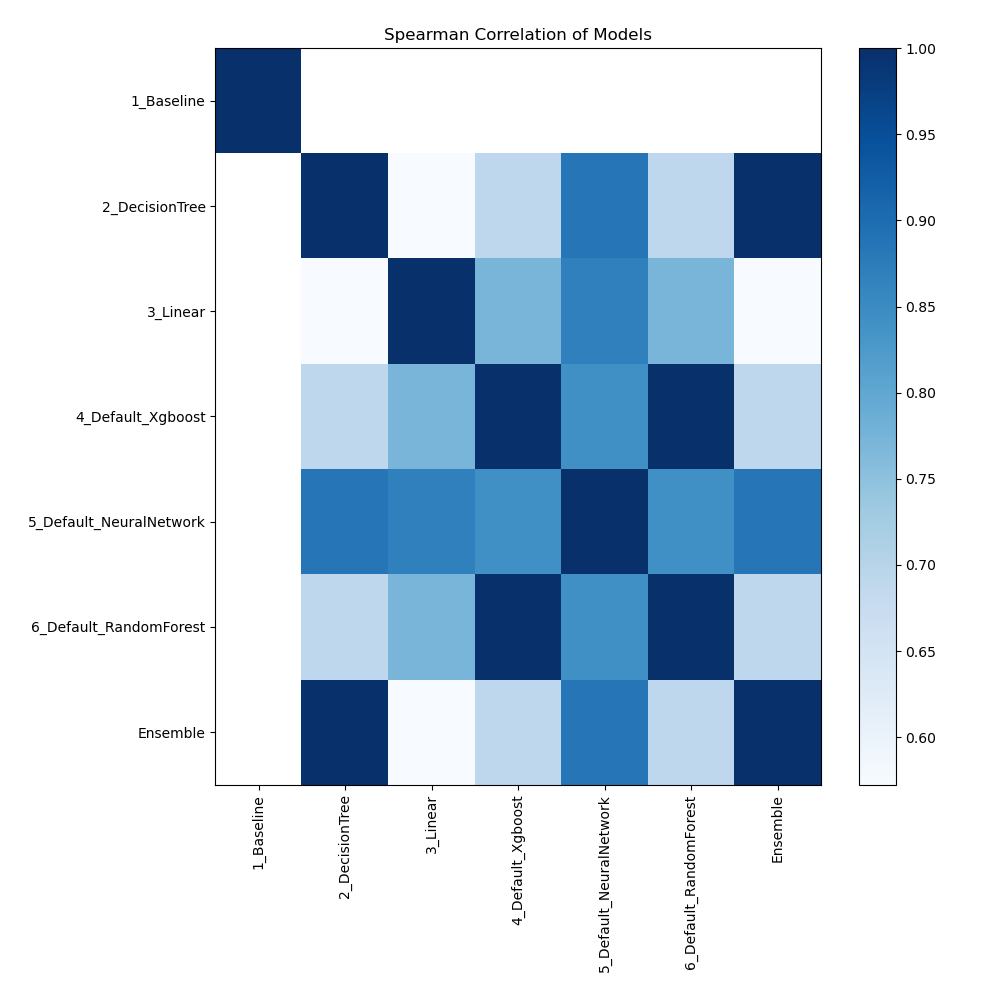 Spearman Correlation of Models
1_Baseline
2_DecisionTree
3_Linear
4_Default_Xgboost
5_Default_NeuralNetwork
6_Default_RandomForest
Ensemble
1_Baseline
2_DecisionTree
3_Linear
4_Default_Xgboost
5_Default_NeuralNetwork
6_Default_RandomForest
Ensemble
1.00
0.95
0.90
0.85
0.80
0.75
0.70
0.65
0.60